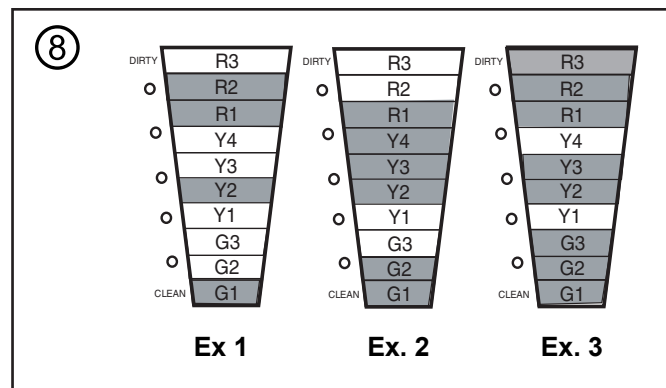 8
DIRTY R3 DIRTY R3 DIRTY R3
R2 R2 R2
R1 R1 R1
Y4 Y4 Y4
Y3 Y3 Y3
Y2 Y2 Y2
Y1 Y1 Y1
G3 G3 G3
G2 G2 G2
CLEAN G1 CLEAN G1 CLEAN G1
Ex 1 Ex. 2 Ex. 3